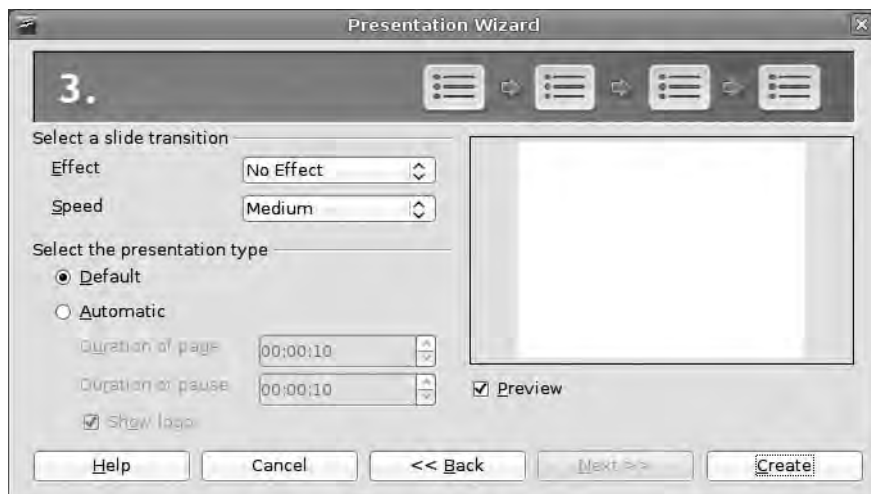 Presentation Wizard
3.
Select a slide transition
Effect No Effect
Speed Medium
Select the presentation type
Default
Automatic
Duration of page 00:00:10
Duration of pause 00:00:10
Show logo
Preview
Help Cancel << Back Next >> Create